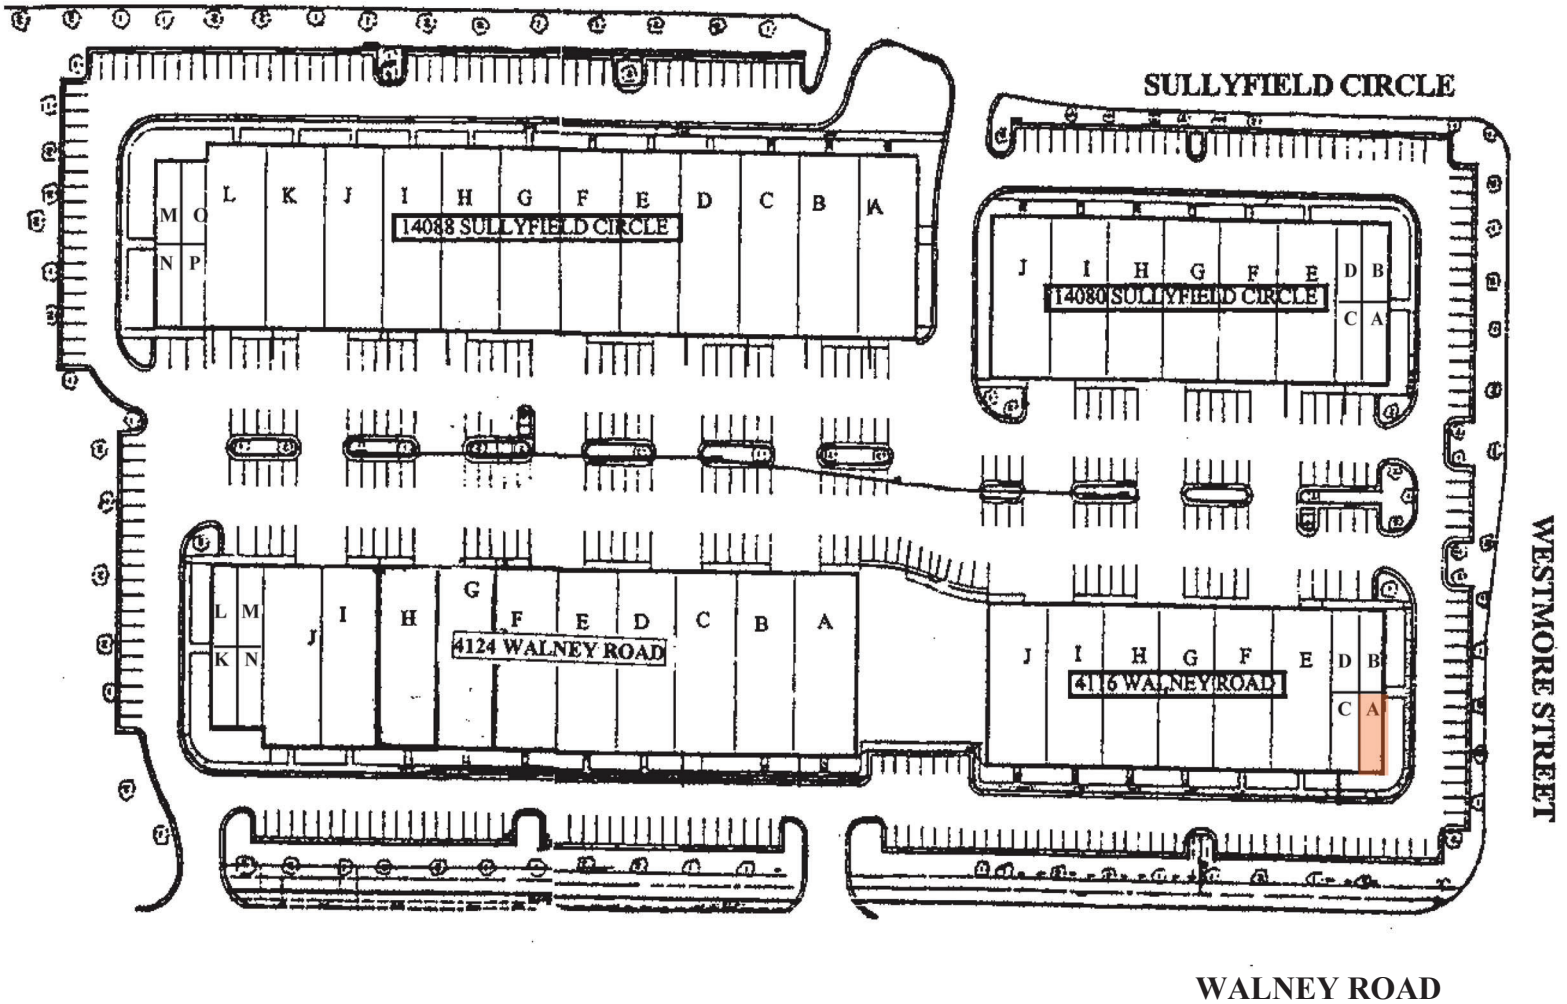 SULLYFIELD CIRCLE
L K J I H G F E D C B A
M O
N P
14088 SULLYFIELD CIRCLE
J I H G F E D B
C A
14080 SULLYFIELD CIRCLE
WESTMORE STREET
L M J I H G F E D C B A
K N
4124 WALNEY ROAD
J I H G F E D B
C A
4116 WALNEY ROAD
WALNEY ROAD